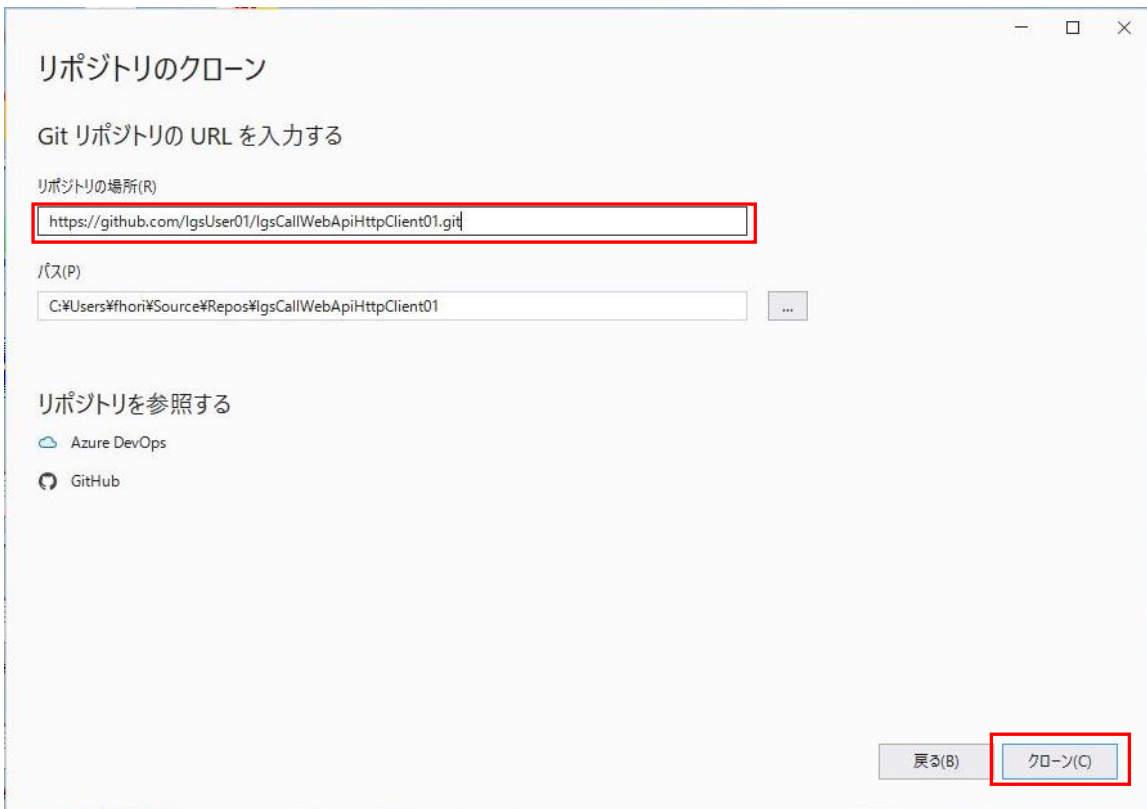 リポジトリのクローン
Git リポジトリの URL を入力する
リポジトリの場所(R)
https://github.com/IgsUser01/IgsCallWebApiHttpClient01.git
パス(P)
C:¥Users¥fhori¥Source¥Repos¥IgsCallWebApiHttpClient01
...
リポジトリを参照する
Azure DevOps
GitHub
戻る(B)
クローン(C)